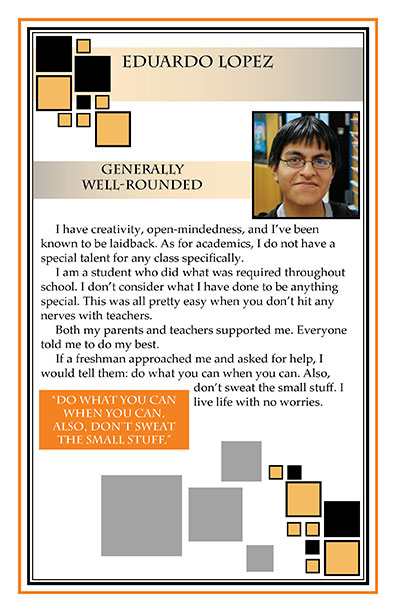 EDUARDO LOPEZ
GENERALLY
WELL-ROUNDED
I have creativity, open-mindedness, and I've been
known to be laidback. As for academics, I do not have a
special talent for any class specifically.
I am a student who did what was required throughout
school. I don't consider what I have done to be anything
special. This was all pretty easy when you don't hit any
nerves with teachers.
Both my parents and teachers supported me. Everyone
told me to do my best.
If a freshman approached me and asked for help, I
would tell them: do what you can when you can. Also,
don't sweat the small stuff. I
live life with no worries.
"DO WHAT YOU CAN
WHEN YOU CAN.
ALSO, DON'T SWEAT
THE SMALL STUFF."